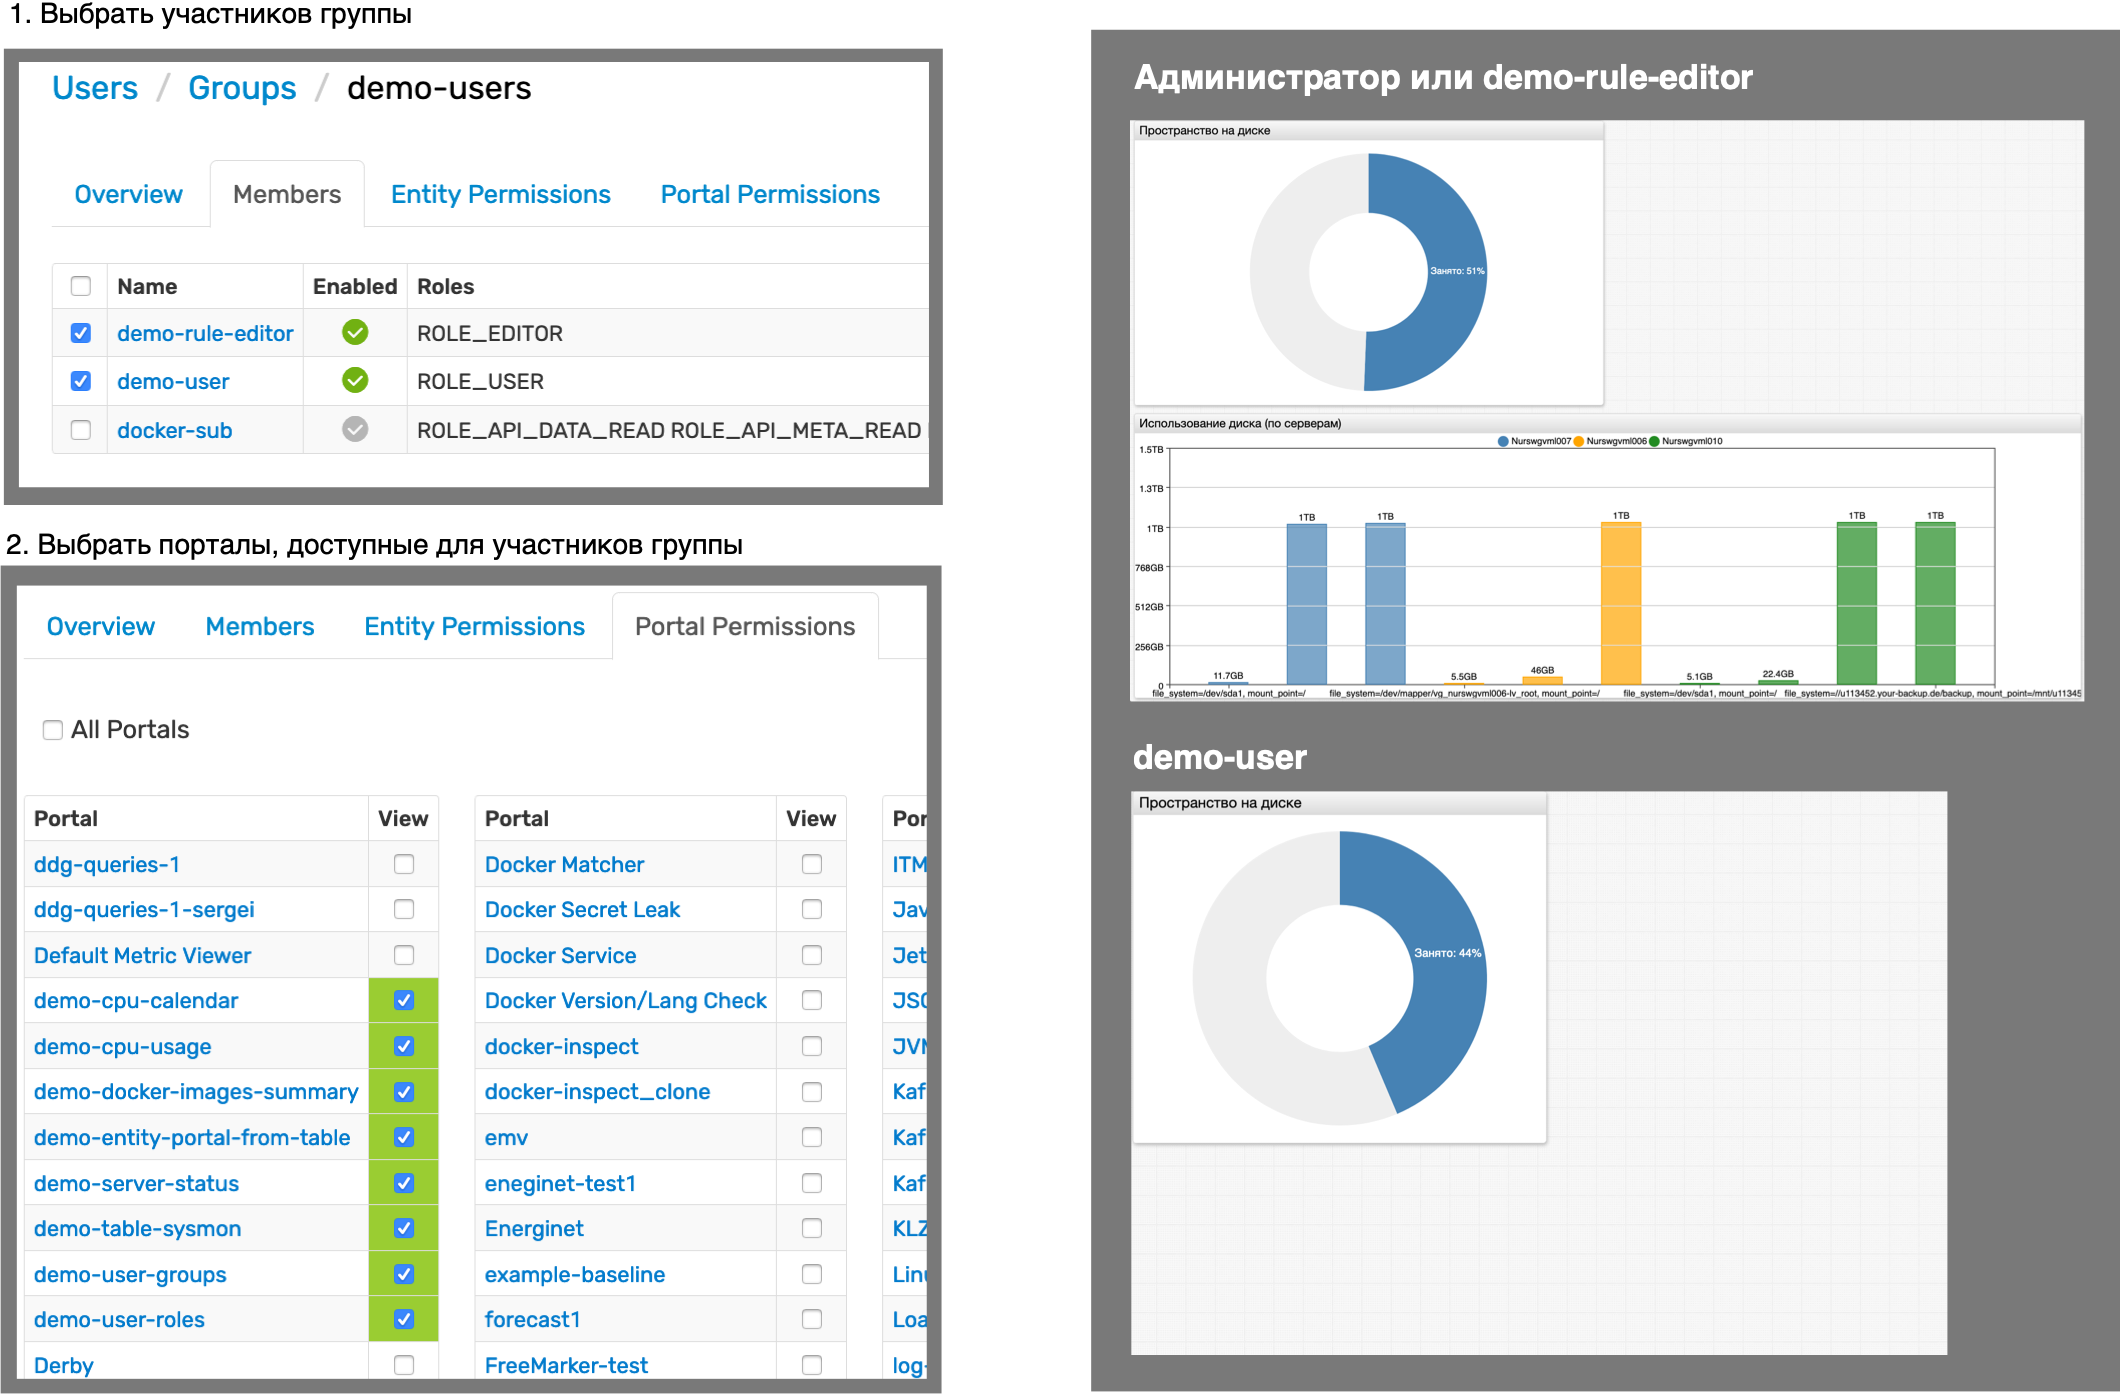 1. Выбрать участников группы
Users / Groups / demo-users
Overview Members Entity Permissions Portal Permissions
Name Enabled Roles
demo-rule-editor ROLE_EDITOR
demo-user ROLE_USER
docker-sub ROLE_API_DATA_READ ROLE_API_META_READ
2. Выбрать порталы, доступные для участников группы
Overview Members Entity Permissions Portal Permissions
All Portals
Portal View Portal View Por
ddg-queries-1 Docker Matcher ITM
ddg-queries-1-sergei Docker Secret Leak Jav
Default Metric Viewer Docker Service Jet
demo-cpu-calendar Docker Version/Lang Check JSO
demo-cpu-usage docker-inspect JVM
demo-docker-images-summary docker-inspect_clone Kaf
demo-entity-portal-from-table emv Kaf
demo-server-status eneginet-test1 Kaf
demo-table-sysmon Energinet KLZ
demo-user-groups example-baseline Linu
demo-user-roles forecast1 Loa
Derby FreeMarker-test log-
Администратор или demo-rule-editor
Пространство на диске
Занято: 51%
Использование диска (по серверам)
Nurswgvml007 Nurswgvml006 Nurswgvml010
1.5TB
1.3TB
1TB 1TB 1TB 1TB 1TB
1TB
768GB
512GB
256GB
11.7GB 5.5GB 46GB 5.1GB 22.4GB
0
file_system=/dev/sda1, mount_point=/ file_system=/dev/mapper/vg_nurswgvml006-lv_root, mount_point=/ file_system=/dev/sda1, mount_point=/ file_system=//u113452.your-backup.de/backup, mount_point=/mnt/u11345
demo-user
Пространство на диске
Занято: 44%